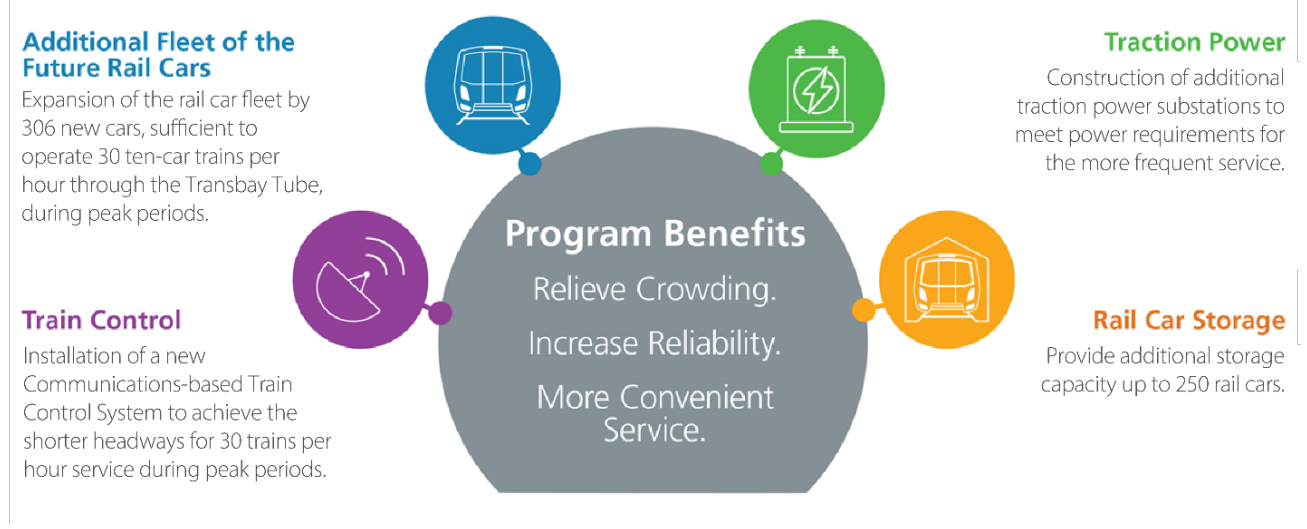 Additional Fleet of the
Future Rail Cars
Expansion of the rail car fleet by
306 new cars, sufficient to
operate 30 ten-car trains per
hour through the Transbay Tube,
during peak periods.
Train Control
Installation of a new
Communications-based Train
Control System to achieve the
shorter headways for 30 trains per
hour service during peak periods.
Program Benefits
Relieve Crowding.
Increase Reliability.
More Convenient
Service.
Traction Power
Construction of additional
traction power substations to
meet power requirements for
the more frequent service.
Rail Car Storage
Provide additional storage
capacity up to 250 rail cars.